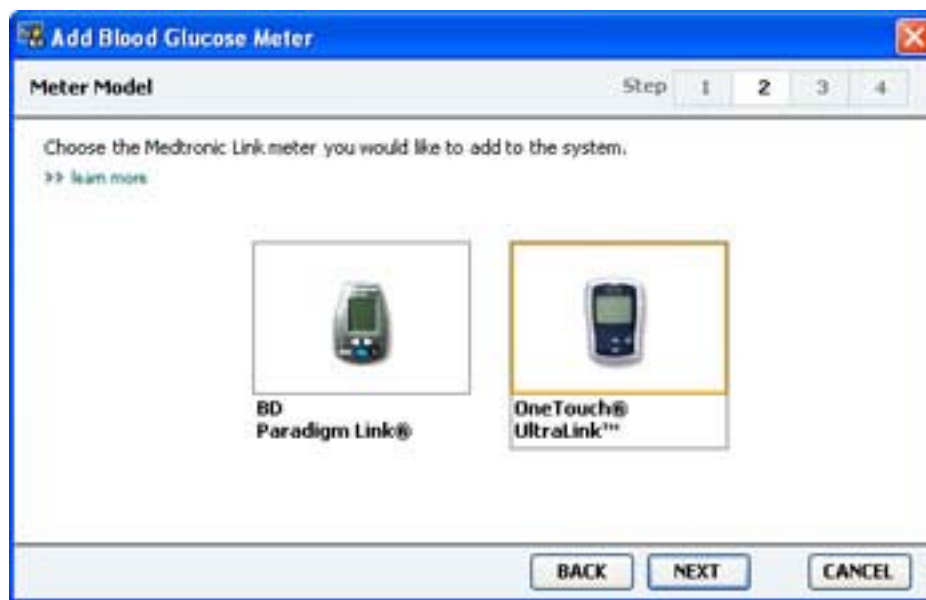 Add Blood Glucose Meter
Meter Model
Step 1 2 3 4
Choose the Medtronic Link meter you would like to add to the system.
>> learn more
BD
Paradigm Link®
OneTouch®
UltraLink™
BACK NEXT CANCEL